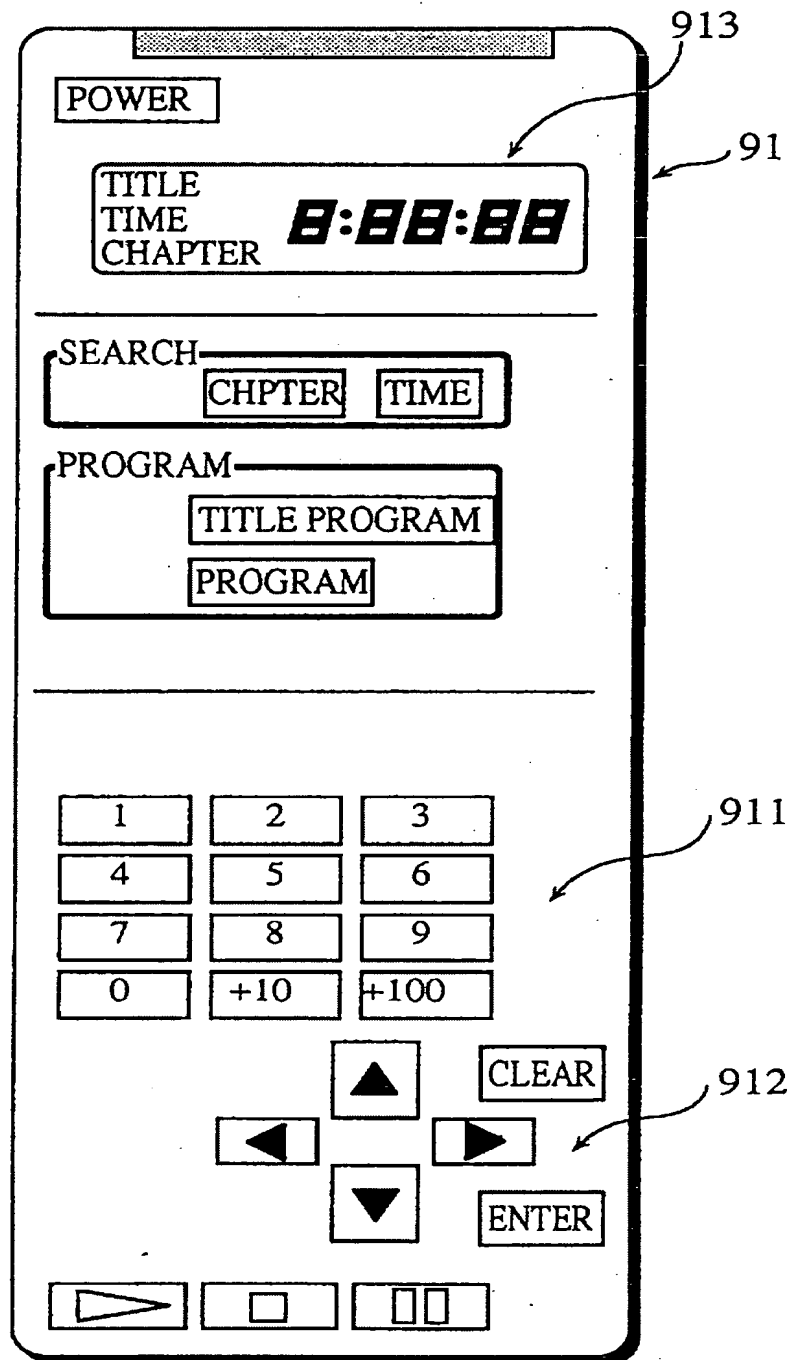 913
POWER
91
TITLE
TIME
CHAPTER
8:88:88
SEARCH
CHPTER TIME
PROGRAM
TITLE PROGRAM
PROGRAM
1 2 3
911
4 5 6
7 8 9
0 +10 +100
CLEAR
912
ENTER